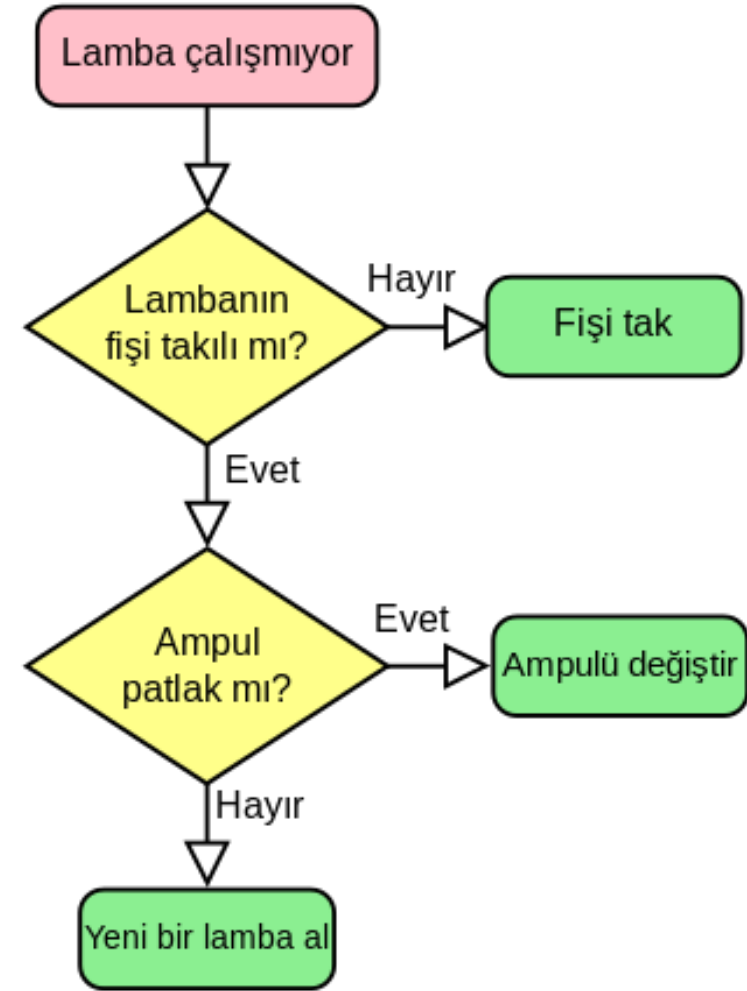 Lamba çalışmıyor
Lambanın
fişi takılı mı?
Hayır
Fişi tak
Evet
Ampul
patlak mı?
Evet
Ampulü değiştir
Hayır
Yeni bir lamba al